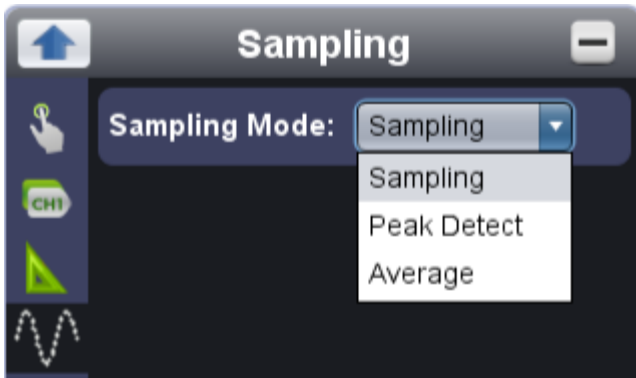 Sampling
Sampling Mode: Sampling
Sampling
CH1
Peak Detect
Average